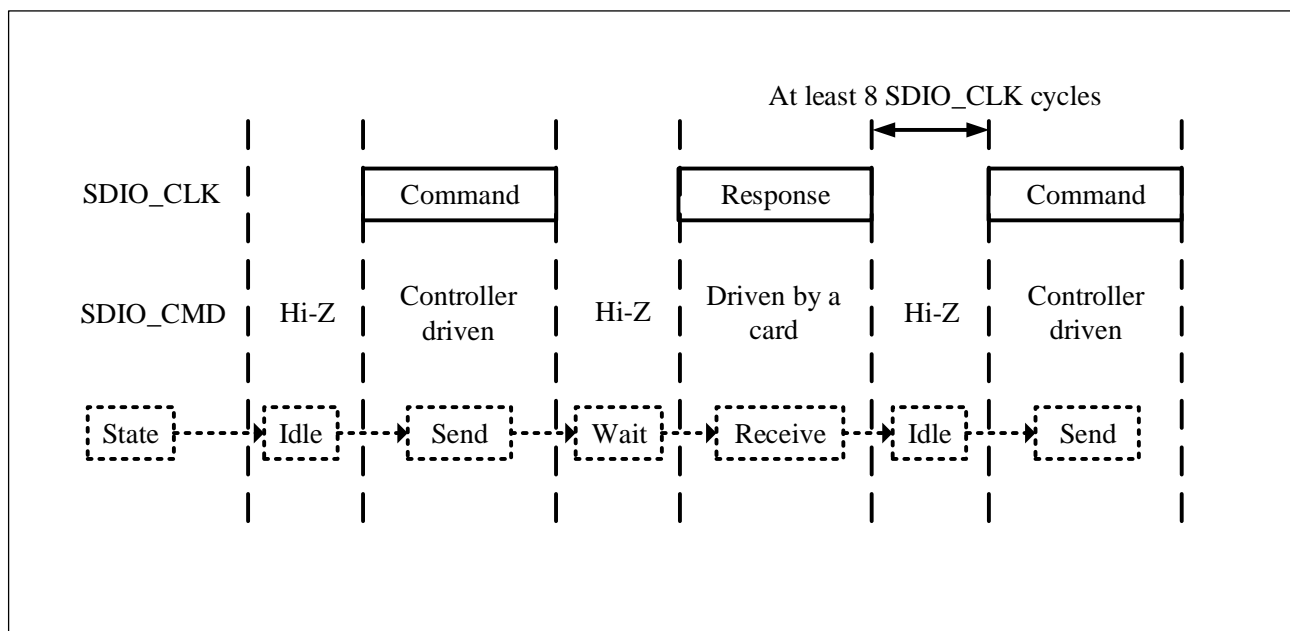 At least 8 SDIO_CLK cycles
SDIO_CLK Command Response Command
SDIO_CMD Hi-Z Controller driven Hi-Z Driven by a card Hi-Z Controller driven
State Idle Send Wait Receive Idle Send